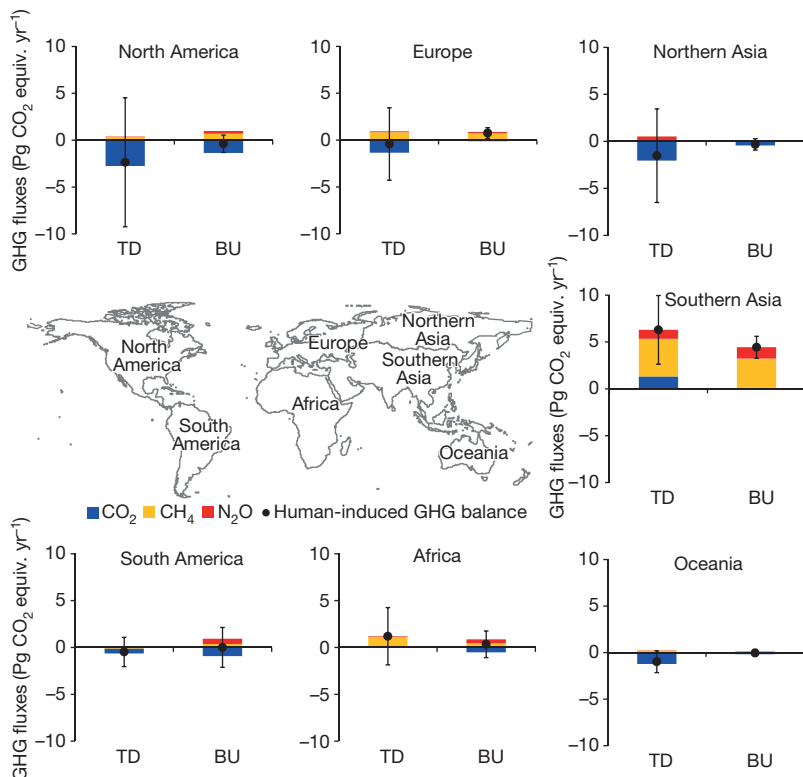 North America
Europe
Northern Asia
GHG fluxes (Pg CO2 equiv. yr–1)
10
5
0
–5
–10
TD
BU
10
5
0
–5
–10
TD
BU
10
5
0
–5
–10
TD
BU
North
America
Europe
Northern
Asia
Southern
Asia
Africa
South
America
Oceania
Southern Asia
GHG fluxes (Pg CO2 equiv. yr–1)
10
5
0
–5
–10
TD
BU
CO2 CH4 N2O Human-induced GHG balance
South America
Africa
Oceania
GHG fluxes (Pg CO2 equiv. yr–1)
10
5
0
–5
–10
TD
BU
10
5
0
–5
–10
TD
BU
10
5
0
–5
–10
TD
BU